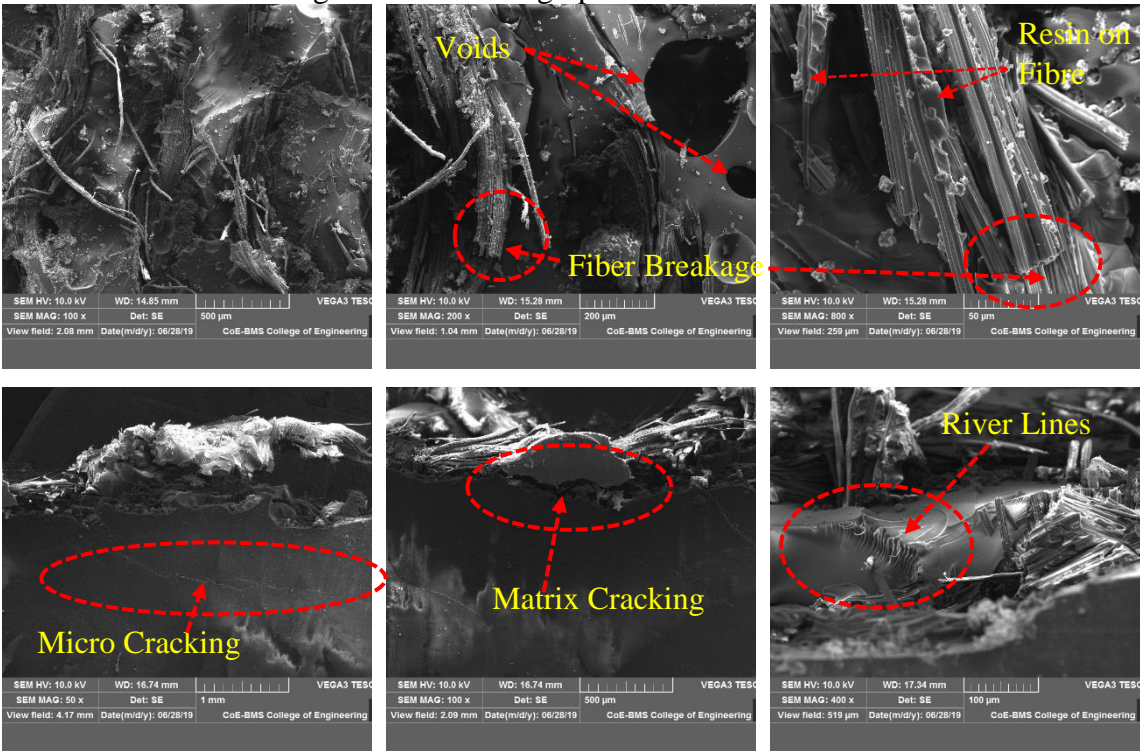 Voids
Resin on
Fibre
Fiber Breakage
SEM HV: 10.0 kV WD: 14.85 mm VEGA3 TESC
SEM MAG: 100 x Det: SE 500 µm
View field: 2.08 mm Date(m/d/y): 06/28/19 CoE-BMS College of Engineering
SEM HV: 10.0 kV WD: 15.28 mm VEGA3 TESC
SEM MAG: 200 x Det: SE 200 µm
View field: 1.04 mm Date(m/d/y): 06/28/19 CoE-BMS College of Engineering
SEM HV: 10.0 kV WD: 15.28 mm VEGA3 TESC
SEM MAG: 800 x Det: SE 50 µm
View field: 259 µm Date(m/d/y): 06/28/19 CoE-BMS College of Engineering
River Lines
Matrix Cracking
Micro Cracking
SEM HV: 10.0 kV WD: 16.74 mm VEGA3 TESC
SEM MAG: 50 x Det: SE 1 mm
View field: 4.17 mm Date(m/d/y): 06/28/19 CoE-BMS College of Engineering
SEM HV: 10.0 kV WD: 16.74 mm VEGA3 TESC
SEM MAG: 100 x Det: SE 500 µm
View field: 2.09 mm Date(m/d/y): 06/28/19 CoE-BMS College of Engineering
SEM HV: 10.0 kV WD: 17.34 mm VEGA3 TESC
SEM MAG: 400 x Det: SE 100 µm
View field: 519 µm Date(m/d/y): 06/28/19 CoE-BMS College of Engineering